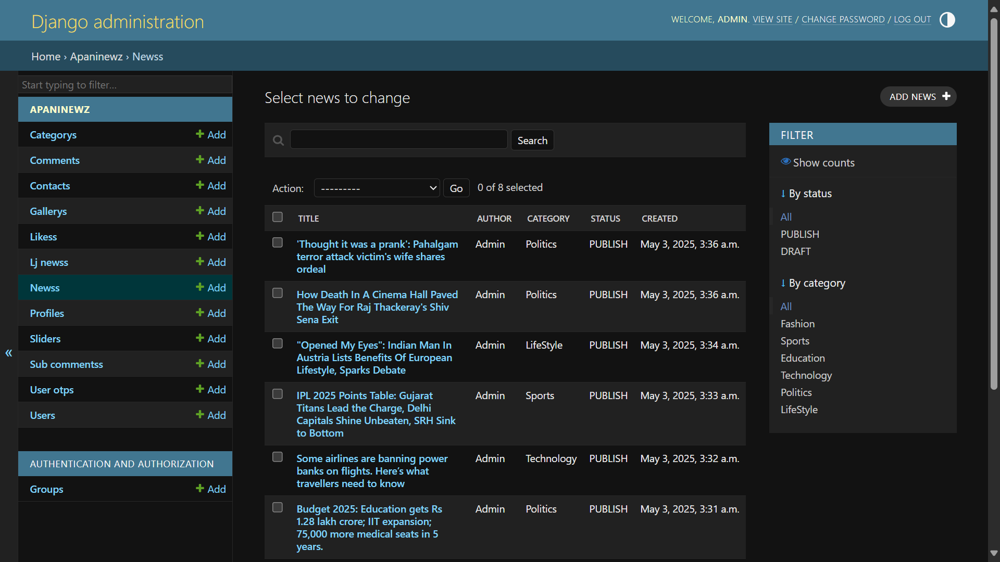 Django administration
WELCOME, ADMIN. VIEW SITE / CHANGE PASSWORD / LOG OUT
Home › Apaninewz › Newss
Start typing to filter...
APANINEWZ
Categorys Add
Comments Add
Contacts Add
Gallerys Add
Likess Add
Lj newss Add
Newss Add
Profiles Add
Sliders Add
Sub commentss Add
User otps Add
Users Add
AUTHENTICATION AND AUTHORIZATION
Groups Add
«
Select news to change
ADD NEWS
Search
Action: --------- Go 0 of 8 selected
TITLE AUTHOR CATEGORY STATUS CREATED
'Thought it was a prank': Pahalgam Admin Politics PUBLISH May 3, 2025, 3:36 a.m.
terror attack victim's wife shares
ordeal
How Death In A Cinema Hall Paved Admin Politics PUBLISH May 3, 2025, 3:36 a.m.
The Way For Raj Thackeray's Shiv
Sena Exit
"Opened My Eyes": Indian Man In Admin LifeStyle PUBLISH May 3, 2025, 3:34 a.m.
Austria Lists Benefits Of European
Lifestyle, Sparks Debate
IPL 2025 Points Table: Gujarat Admin Sports PUBLISH May 3, 2025, 3:33 a.m.
Titans Lead the Charge, Delhi
Capitals Shine Unbeaten, SRH Sink
to Bottom
Some airlines are banning power Admin Technology PUBLISH May 3, 2025, 3:32 a.m.
banks on flights. Here’s what
travellers need to know
Budget 2025: Education gets Rs Admin Politics PUBLISH May 3, 2025, 3:31 a.m.
1.28 lakh crore; IIT expansion;
75,000 more medical seats in 5
years.
FILTER
Show counts
↓ By status
All
PUBLISH
DRAFT
↓ By category
All
Fashion
Sports
Education
Technology
Politics
LifeStyle